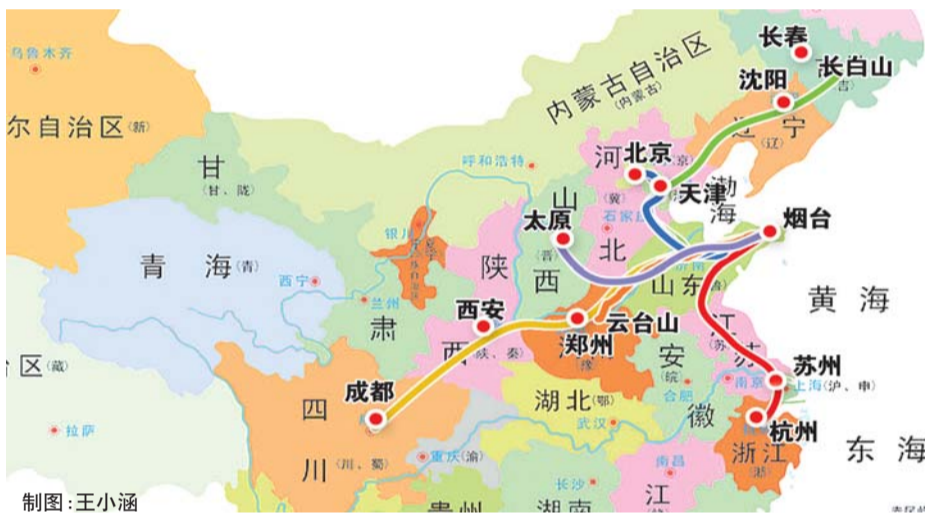 长春
长白山
吉
(吉)
沈阳
辽宁
(辽)
乌鲁木齐
尔自治区(新)
内蒙古自治区
(内蒙古)
甘
(甘、陇)
肃
呼和浩特
河
北
(冀)
北京
(京)
天津
渤海
石家庄
山
西
(晋)
太原
烟台
济南
山东
(鲁)
黄海
银川
陕
西
(陕、秦)
青海(青)
西宁
兰州
西安
郑州
云台山
(豫)
江
苏
(苏)
安
徽
(皖)
合肥
南京
苏州
上海(沪、申)
杭州
浙江
(浙)
东海
区(藏)
拉萨
成都
四
川
(川、蜀)
重庆(渝)
湖北(鄂)
武汉
长沙
湖南
南昌
江
贵州
制图:王小涵